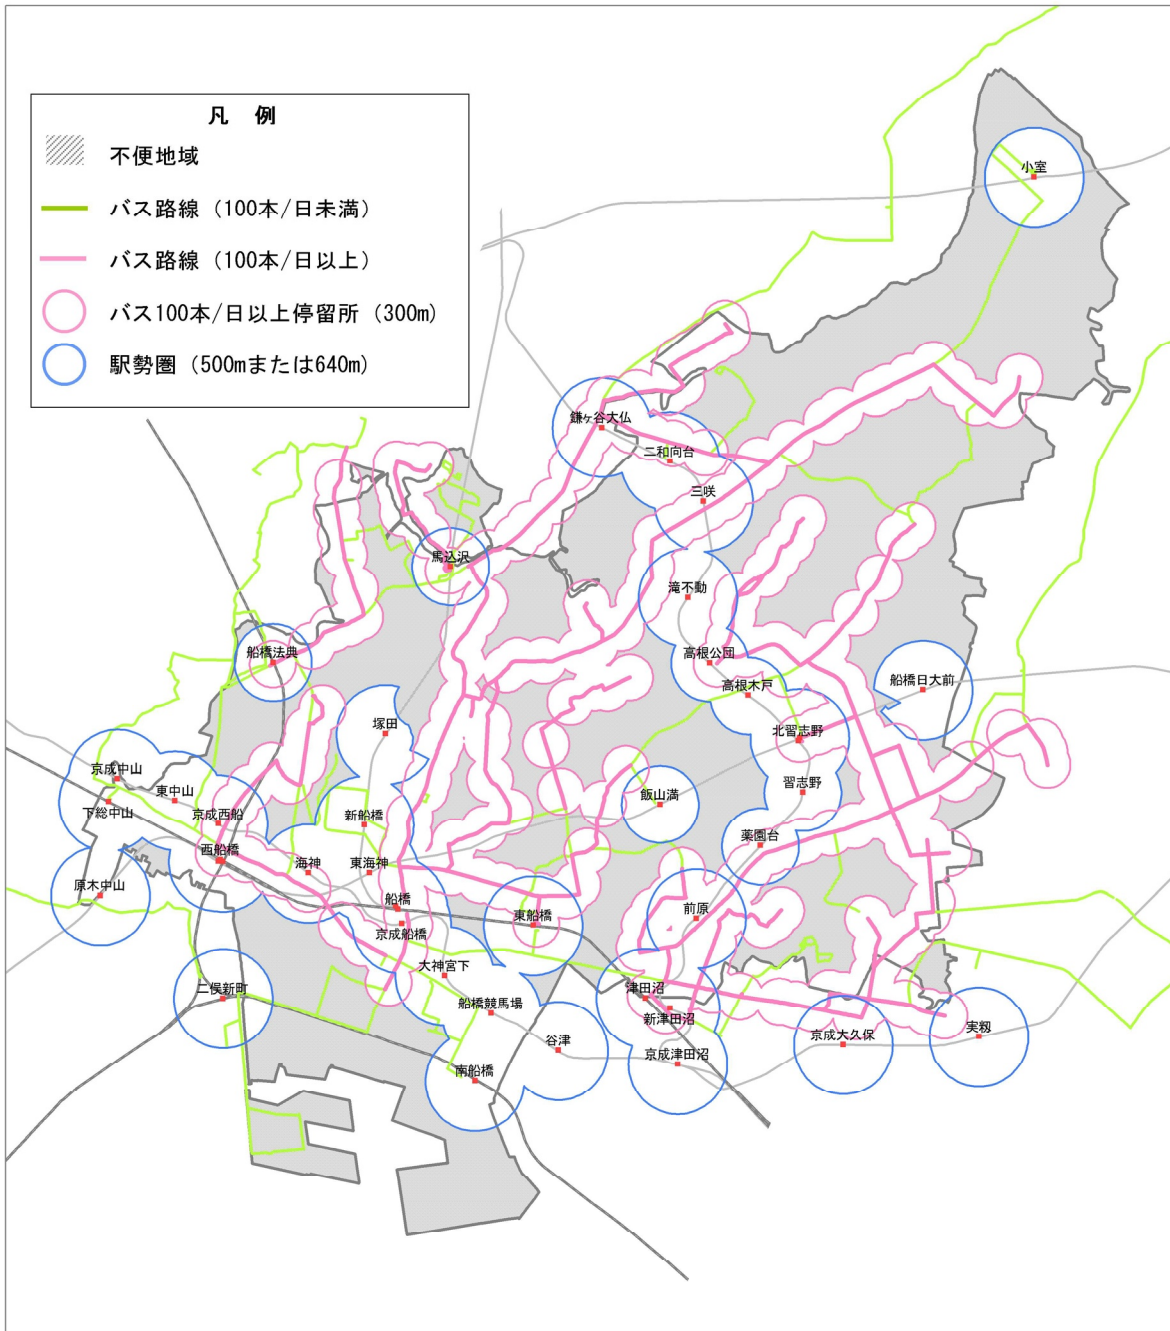 凡 例
不便地域
バス路線（100本/日未満）
バス路線（100本/日以上）
バス100本/日以上停留所（300m）
駅勢圏（500mまたは640m）
小室
鎌ヶ谷大仏
二和向台
三咲
馬込沢
滝不動
船橋法典
高根公団
高根木戸
船橋日大前
塚田
北習志野
京成中山
東中山
下総中山
京成西船
新船橋
飯山満
習志野
西船橋
海神
東海神
薬園台
原木中山
船橋
京成船橋
東船橋
前原
大神宮下
二俣新町
船橋競馬場
津田沼
新津田沼
谷津
京成津田沼
京成大久保
実籾
南船橋